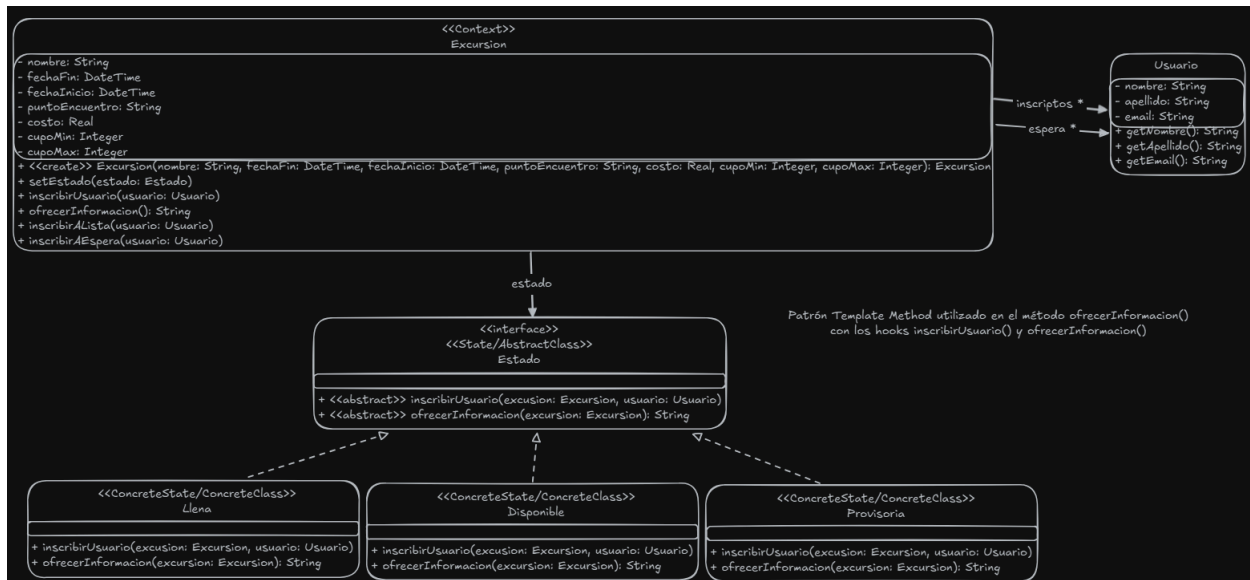 <<Context>>
Excursion
- nombre: String
- fechaFin: DateTime
- fechaInicio: DateTime
- puntoEncuentro: String
- costo: Real
- cupoMin: Integer
- cupoMax: Integer
+ <<create>> Excursion(nombre: String, fechaFin: DateTime, fechaInicio: DateTime, puntoEncuentro: String, costo: Real, cupoMin: Integer, cupoMax: Integer): Excursion
+ setEstado(estado: Estado)
+ inscribirUsuario(usuario: Usuario)
+ ofrecerInformacion(): String
+ inscribirALista(usuario: Usuario)
+ inscribirAEspera(usuario: Usuario)
inscriptos *
espera *
Usuario
- nombre: String
- apellido: String
- email: String
+ getNombre(): String
+ getApellido(): String
+ getEmail(): String
estado
<<interface>>
<<State/AbstractClass>>
Estado
+ <<abstract>> inscribirUsuario(excusion: Excursion, usuario: Usuario)
+ <<abstract>> ofrecerInformacion(excursion: Excursion): String
Patrón Template Method utilizado en el método ofrecerInformacion()
con los hooks inscribirUsuario() y ofrecerInformacion()
<<ConcreteState/ConcreteClass>>
Llena
+ inscribirUsuario(excusion: Excursion, usuario: Usuario)
+ ofrecerInformacion(excursion: Excursion): String
<<ConcreteState/ConcreteClass>>
Disponible
+ inscribirUsuario(excusion: Excursion, usuario: Usuario)
+ ofrecerInformacion(excursion: Excursion): String
<<ConcreteState/ConcreteClass>>
Provisoria
+ inscribirUsuario(excusion: Excursion, usuario: Usuario)
+ ofrecerInformacion(excursion: Excursion): String